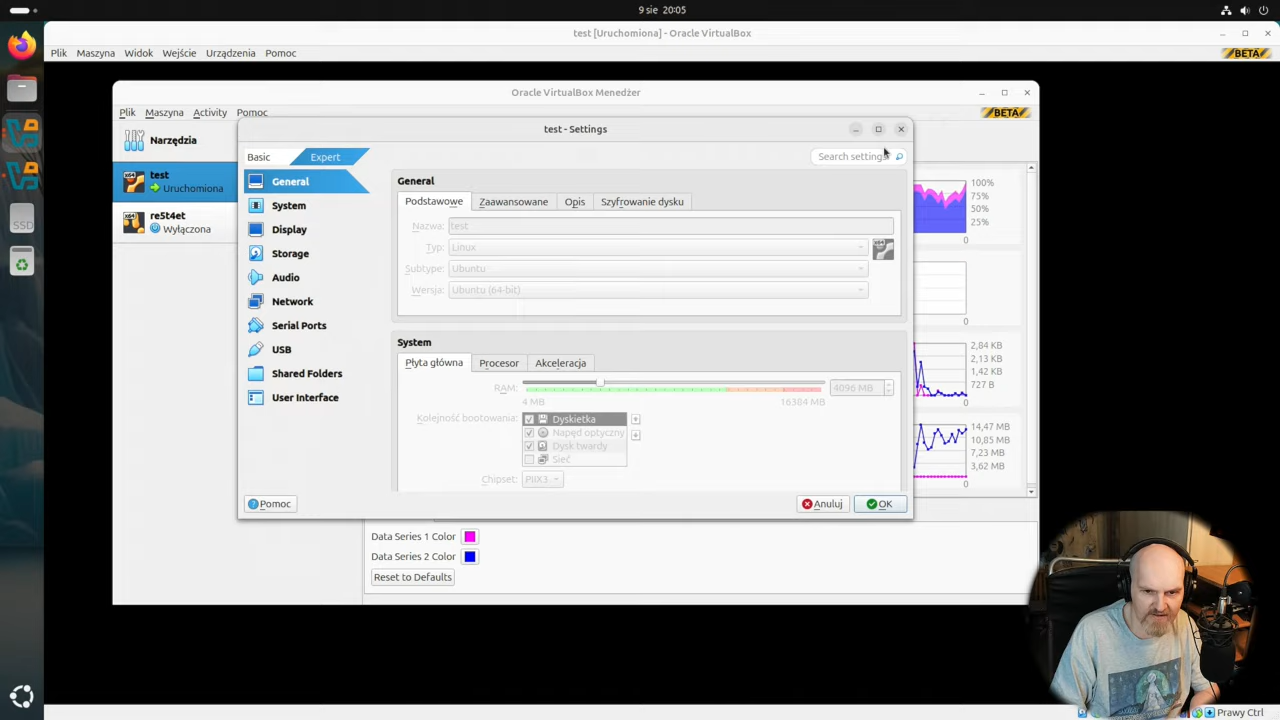 9 sie 20:05
test [Uruchomiona] - Oracle VirtualBox
Plik Maszyna Widok Wejście Urządzenia Pomoc
BETA
Oracle VirtualBox Menedżer
Plik Maszyna Activity Pomoc
BETA
Narzędzia
test
Uruchomiona
re5t4et
Wyłączona
SSD
test - Settings
Basic Expert
Search settings
General
System
Display
Storage
Audio
Network
Serial Ports
USB
Shared Folders
User Interface
General
Podstawowe Zaawansowane Opis Szyfrowanie dysku
Nazwa: test
Typ: Linux
Subtype: Ubuntu
Wersja: Ubuntu (64-bit)
System
Płyta główna Procesor Akceleracja
RAM: 4096 MB
4 MB 16384 MB
Kolejność bootowania: Dyskietka
Napęd optyczny
Dysk twardy
Sieć
Chipset: PIIX3
Pomoc Anuluj OK
100%
75%
50%
25%
0
0
2,84 KB
2,13 KB
1,42 KB
727 B
0
14,47 MB
10,85 MB
7,23 MB
3,62 MB
0
Data Series 1 Color
Data Series 2 Color
Reset to Defaults
Prawy Ctrl